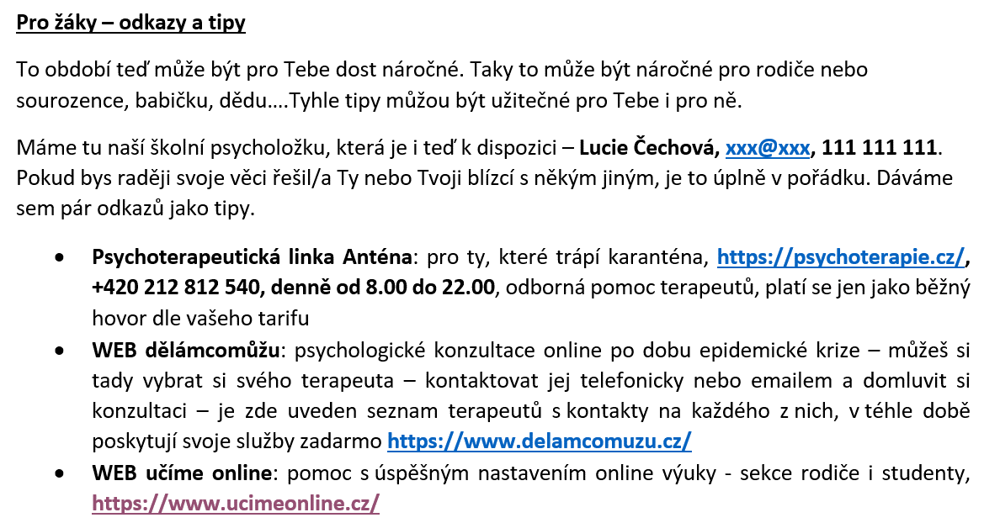 Pro žáky – odkazy a tipy
To období teď může být pro Tebe dost náročné. Taky to může být náročné pro rodiče nebo
sourozence, babičku, dědu….Tyhle tipy můžou být užitečné pro Tebe i pro ně.
Máme tu naší školní psycholožku, která je i teď k dispozici – Lucie Čechová, xxx@xxx, 111 111 111.
Pokud bys raději svoje věci řešil/a Ty nebo Tvoji blízcí s někým jiným, je to úplně v pořádku. Dáváme
sem pár odkazů jako tipy.
• Psychoterapeutická linka Anténa: pro ty, které trápí karanténa, https://psychoterapie.cz/,
+420 212 812 540, denně od 8.00 do 22.00, odborná pomoc terapeutů, platí se jen jako běžný
hovor dle vašeho tarifu
• WEB dělámcomůžu: psychologické konzultace online po dobu epidemické krize – můžeš si
tady vybrat si svého terapeuta – kontaktovat jej telefonicky nebo emailem a domluvit si
konzultaci – je zde uveden seznam terapeutů s kontakty na každého z nich, v téhle době
poskytují svoje služby zadarmo https://www.delamcomuzu.cz/
• WEB učíme online: pomoc s úspěšným nastavením online výuky - sekce rodiče i studenty,
https://www.ucimeonline.cz/